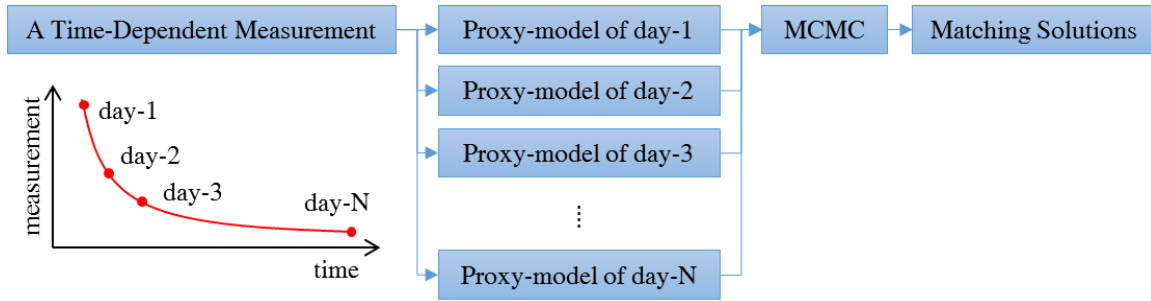 A Time-Dependent Measurement
Proxy-model of day-1
MCMC
Matching Solutions
Proxy-model of day-2
Proxy-model of day-3
⋮
Proxy-model of day-N
measurement
day-1
day-2
day-3
day-N
time